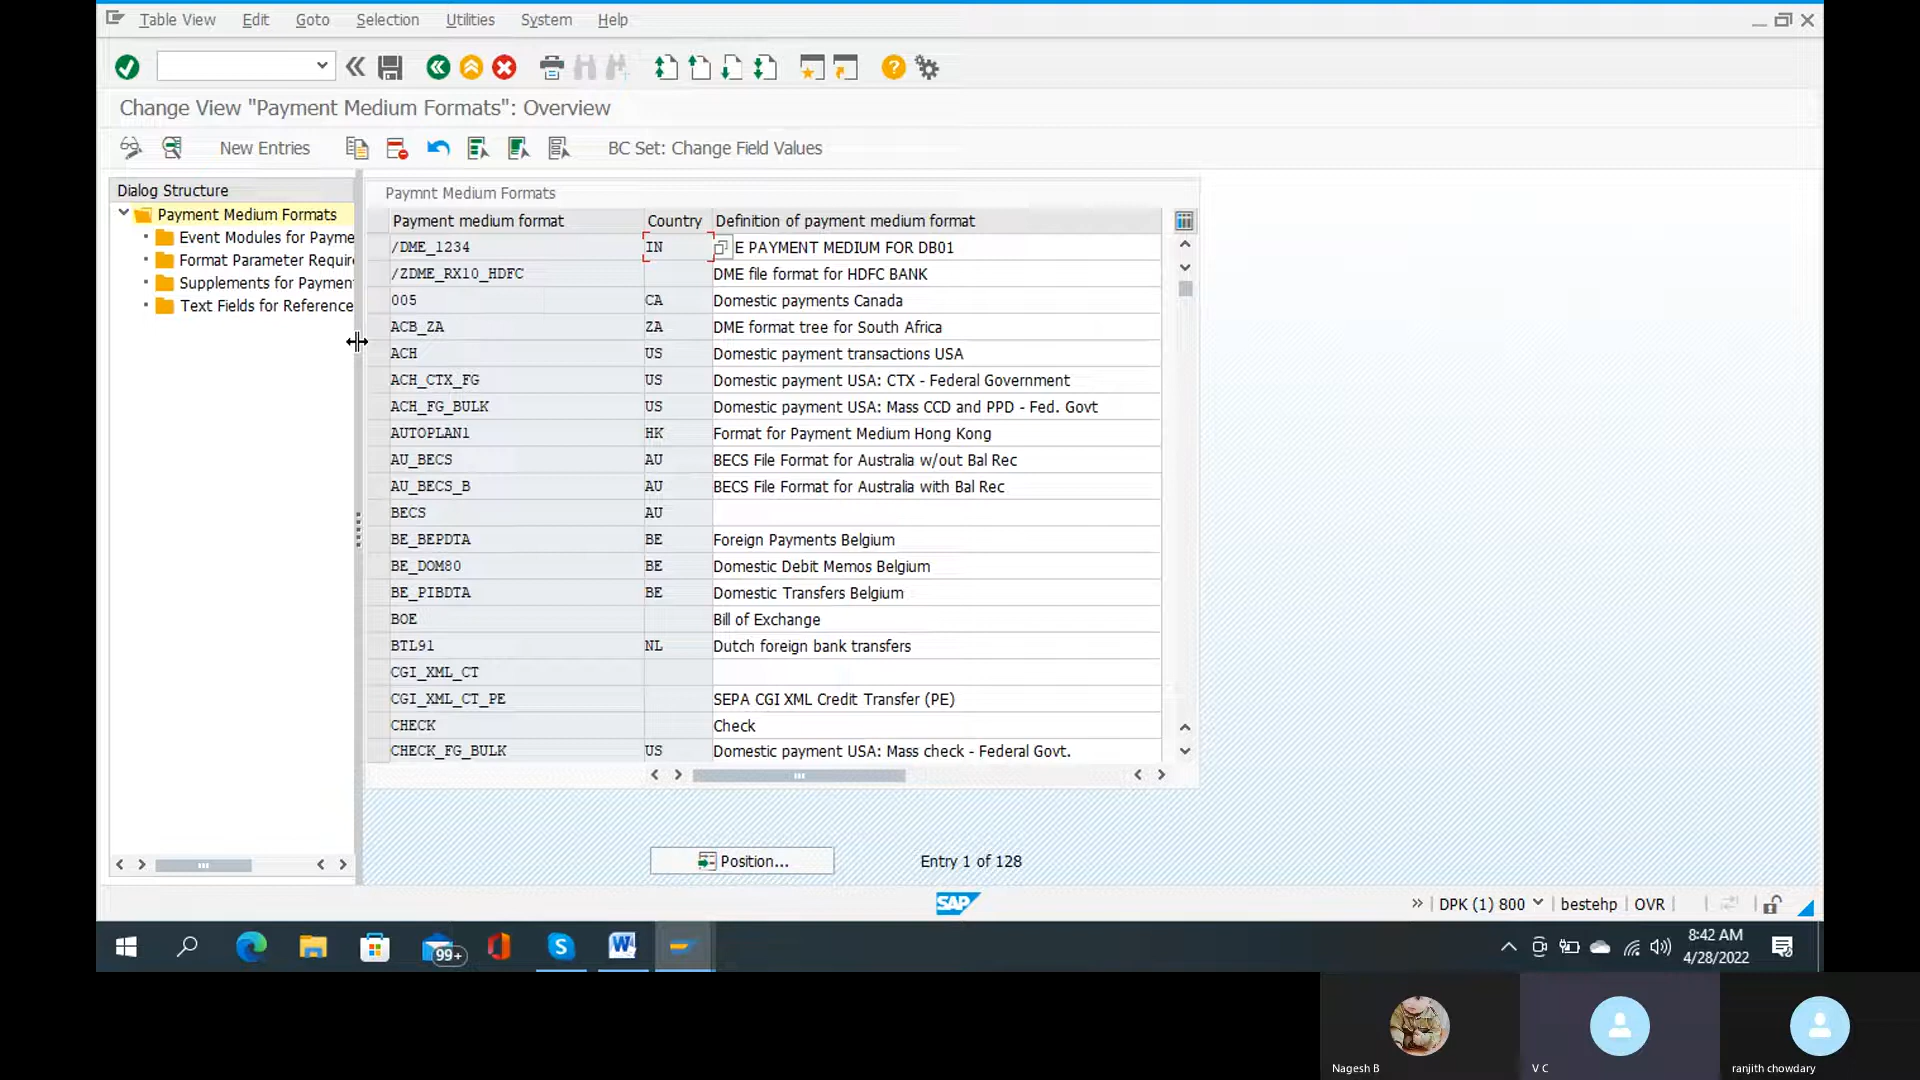 Table View Edit Goto Selection Utilities System Help
Change View "Payment Medium Formats": Overview
New Entries BC Set: Change Field Values
Dialog Structure
Payment Medium Formats
Event Modules for Payme
Format Parameter Require
Supplements for Paymen
Text Fields for Reference
Paymnt Medium Formats
Payment medium format Country Definition of payment medium format
/DME_1234 IN E PAYMENT MEDIUM FOR DB01
/ZDME_RX10_HDFC DME file format for HDFC BANK
005 CA Domestic payments Canada
ACB_ZA ZA DME format tree for South Africa
ACH US Domestic payment transactions USA
ACH_CTX_FG US Domestic payment USA: CTX - Federal Government
ACH_FG_BULK US Domestic payment USA: Mass CCD and PPD - Fed. Govt
AUTOPLAN1 HK Format for Payment Medium Hong Kong
AU_BECS AU BECS File Format for Australia w/out Bal Rec
AU_BECS_B AU BECS File Format for Australia with Bal Rec
BECS AU
BE_BEPDTA BE Foreign Payments Belgium
BE_DOM80 BE Domestic Debit Memos Belgium
BE_PIBDTA BE Domestic Transfers Belgium
BOE Bill of Exchange
BTL91 NL Dutch foreign bank transfers
CGI_XML_CT
CGI_XML_CT_PE SEPA CGI XML Credit Transfer (PE)
CHECK Check
CHECK_FG_BULK US Domestic payment USA: Mass check - Federal Govt.
Position... Entry 1 of 128
SAP DPK (1) 800 bestehp OVR
99+
8:42 AM
4/28/2022
Nagesh B V C ranjith chowdary